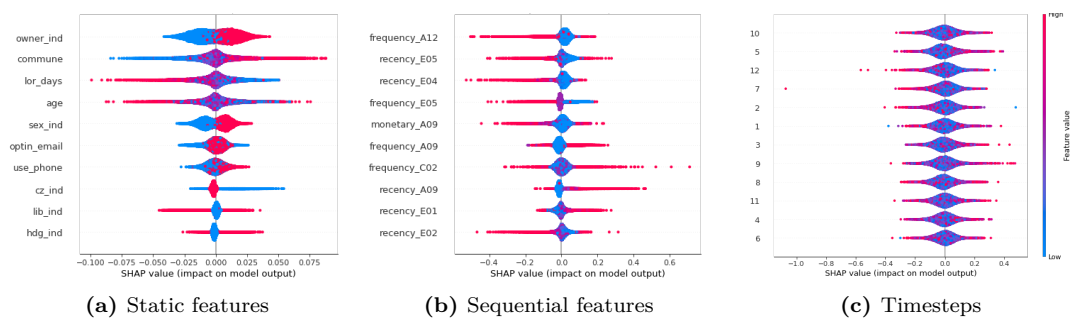 owner_ind
commune
lor_days
age
sex_ind
optin_email
use_phone
cz_ind
lib_ind
hdg_ind
-0.100 -0.075 -0.050 -0.025 0.000 0.025 0.050 0.075
SHAP value (impact on model output)
(a) Static features
frequency_A12
recency_E05
recency_E04
frequency_E05
monetary_A09
frequency_A09
frequency_C02
recency_A09
recency_E01
recency_E02
-0.4 -0.2 0.0 0.2 0.4 0.6
SHAP value (impact on model output)
(b) Sequential features
10
5
12
7
2
1
3
9
8
11
4
6
-1.0 -0.8 -0.6 -0.4 -0.2 0.0 0.2 0.4
SHAP value (impact on model output)
(c) Timesteps
High
Feature value
Low